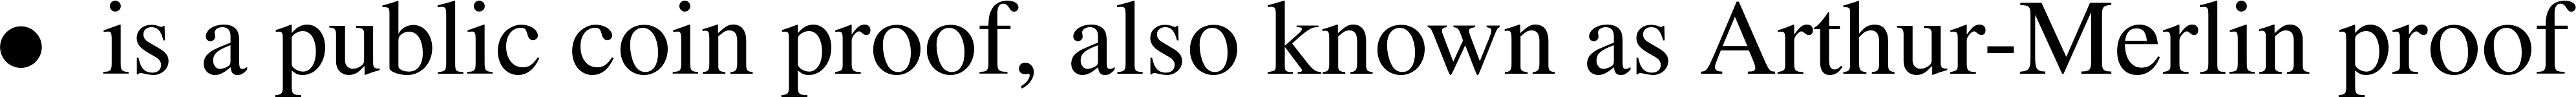 • is a public coin proof, also known as Arthur-Merlin proof